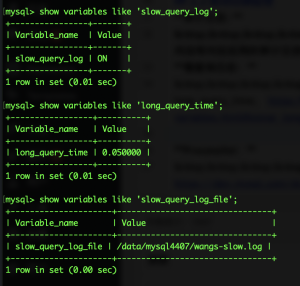 mysql> show variables like 'slow_query_log';
+----------------+-------+
| Variable_name | Value |
+----------------+-------+
| slow_query_log | ON |
+----------------+-------+
1 row in set (0.01 sec)
mysql> show variables like 'long_query_time';
+-----------------+----------+
| Variable_name | Value |
+-----------------+----------+
| long_query_time | 0.050000 |
+-----------------+----------+
1 row in set (0.01 sec)
mysql> show variables like 'slow_query_log_file';
+---------------------+--------------------------------+
| Variable_name | Value |
+---------------------+--------------------------------+
| slow_query_log_file | /data/mysql4407/wangs-slow.log |
+---------------------+--------------------------------+
1 row in set (0.00 sec)